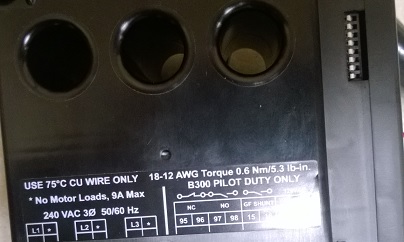 USE 75°C CU WIRE ONLY 18-12 AWG Torque 0.6 Nm/5.3 lb-in.
B300 PILOT DUTY ONLY
* No Motor Loads, 9A Max
240 VAC 3Ø 50/60 Hz
NC NO GF SHUNT
L1 * L2 * L3 * 95 96 97 98 15